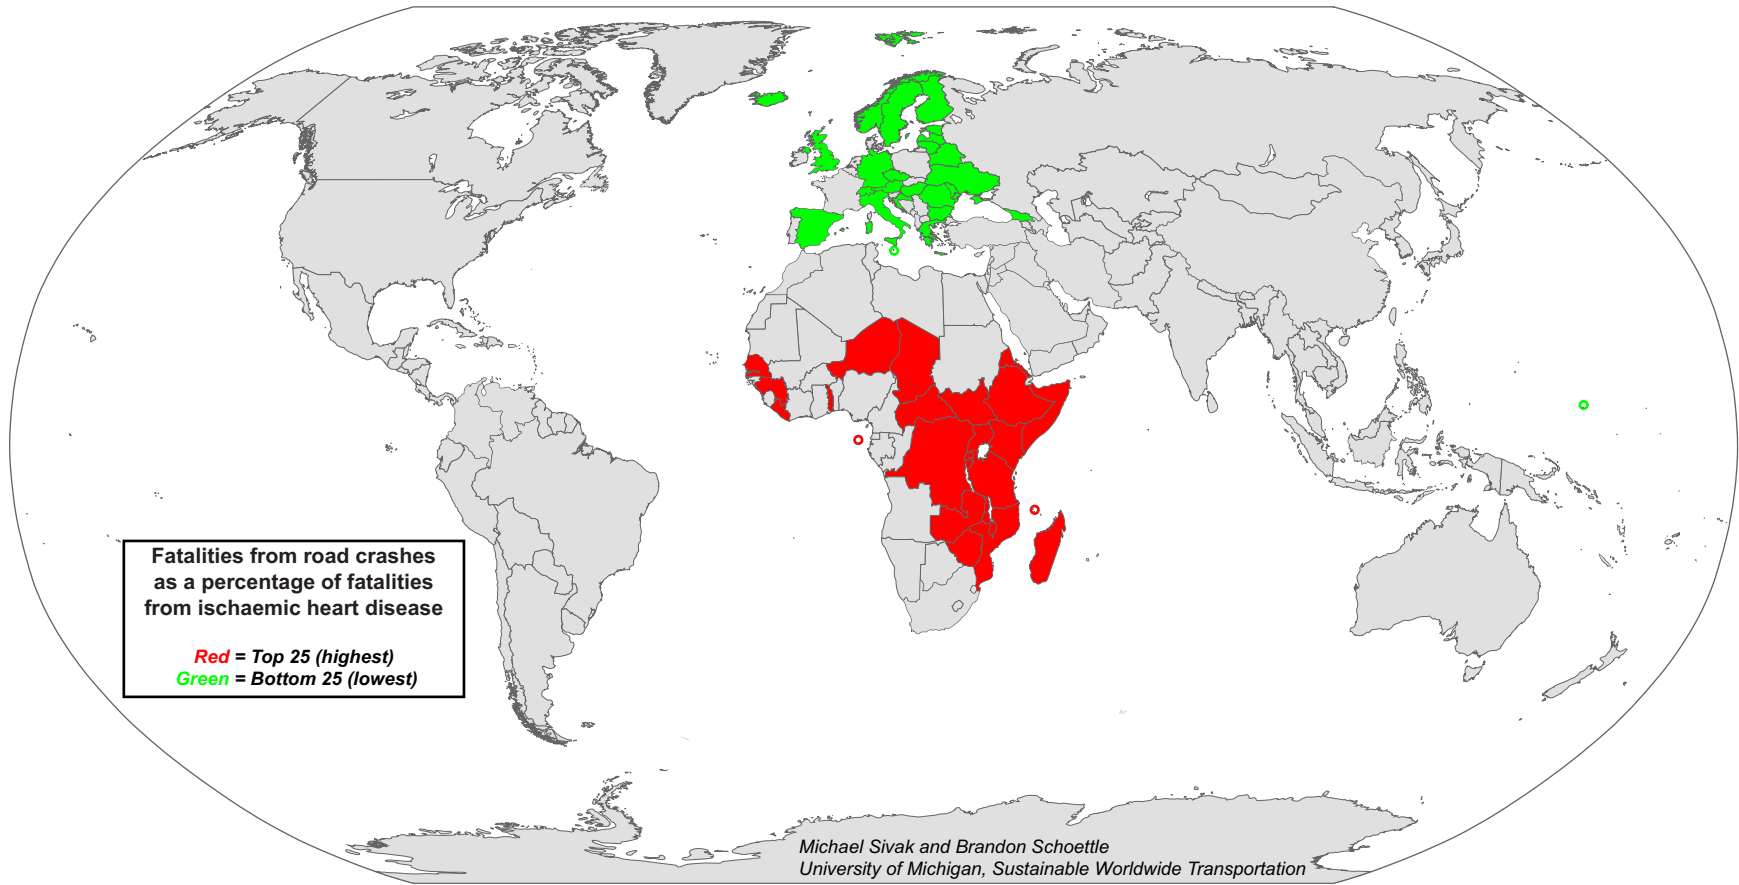 Fatalities from road crashes
as a percentage of fatalities
from ischaemic heart disease
Red = Top 25 (highest)
Green = Bottom 25 (lowest)
Michael Sivak and Brandon Schoettle
University of Michigan, Sustainable Worldwide Transportation